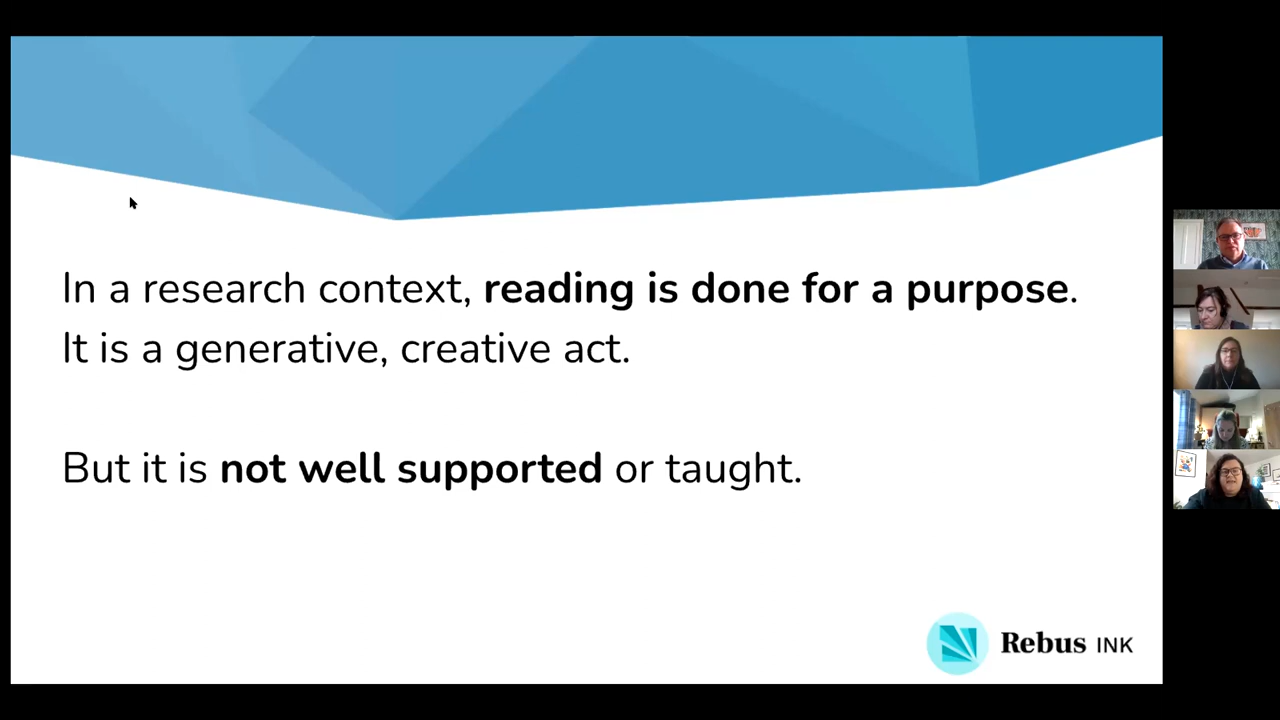 In a research context, reading is done for a purpose.
It is a generative, creative act.
But it is not well supported or taught.
Rebus INK